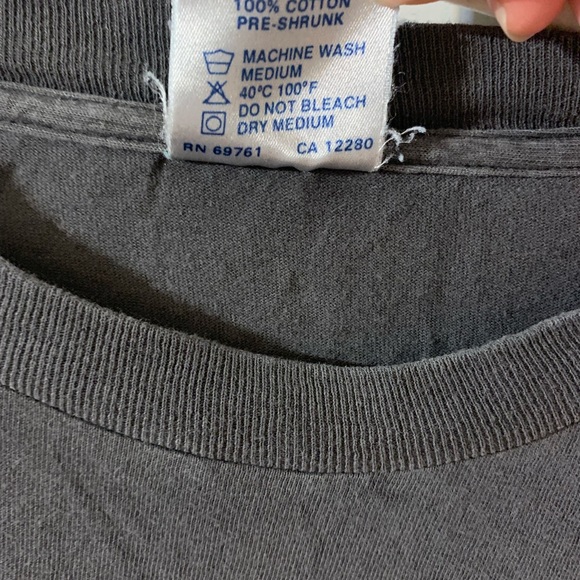 100% COTTON
PRE-SHRUNK
MACHINE WASH
MEDIUM
40°C 100°F
DO NOT BLEACH
DRY MEDIUM
RN 69761 CA 12280